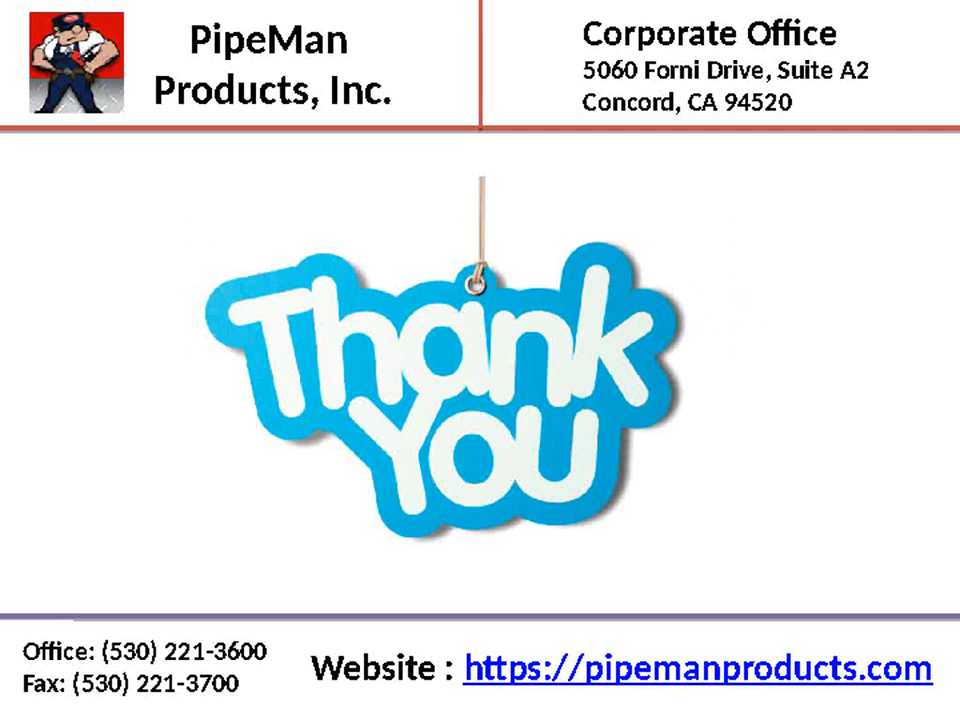 PipeMan
Products, Inc.
Corporate Office
5060 Forni Drive, Suite A2
Concord, CA 94520
Thank
You
Office: (530) 221-3600
Fax: (530) 221-3700
Website : https://pipemanproducts.com